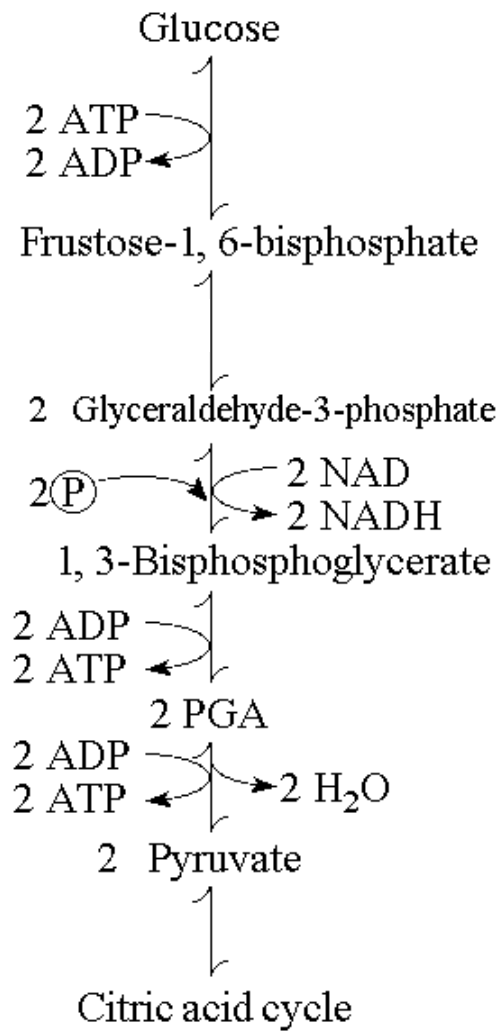 Glucose
2 ATP
2 ADP
Frustose-1, 6-bisphosphate
2 Glyceraldehyde-3-phosphate
2 P
2 NAD
2 NADH
1, 3-Bisphosphoglycerate
2 ADP
2 ATP
2 PGA
2 ADP
2 ATP
2 H₂O
2 Pyruvate
Citric acid cycle